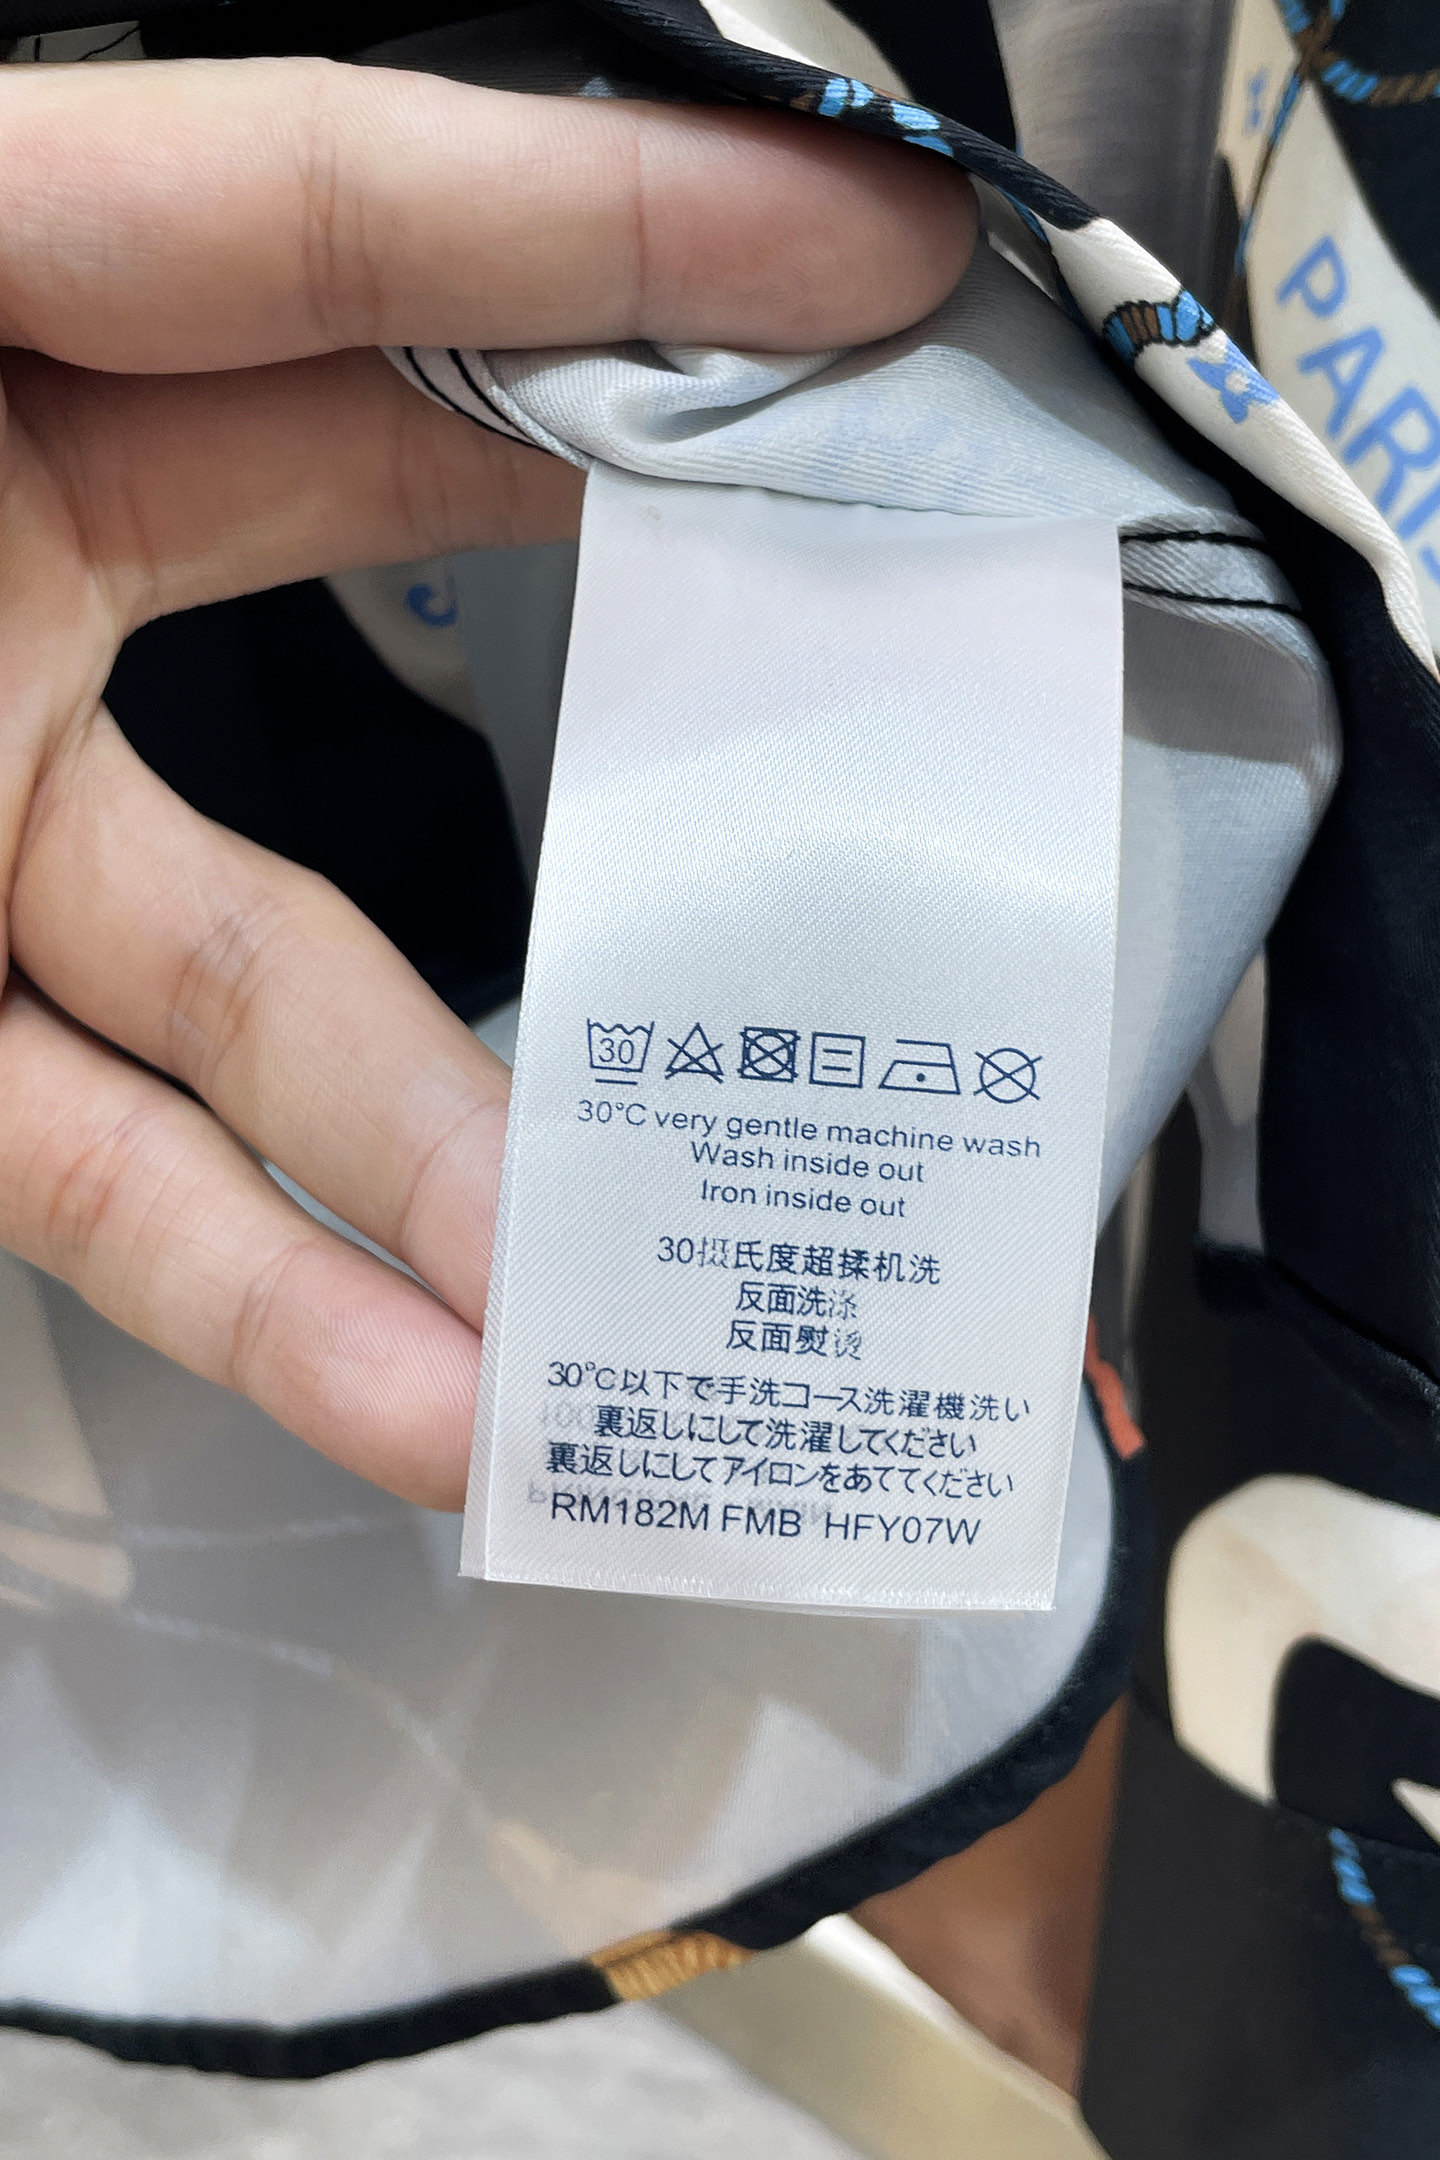 PARIS
30
30°C very gentle machine wash
Wash inside out
Iron inside out
30摄氏度超揉机洗
反面洗涤
反面熨烫
30℃以下で手洗コース洗濯機洗い
裏返しにして洗濯してください
裏返しにしてアイロンをあててください
RM182M FMB HFY07W